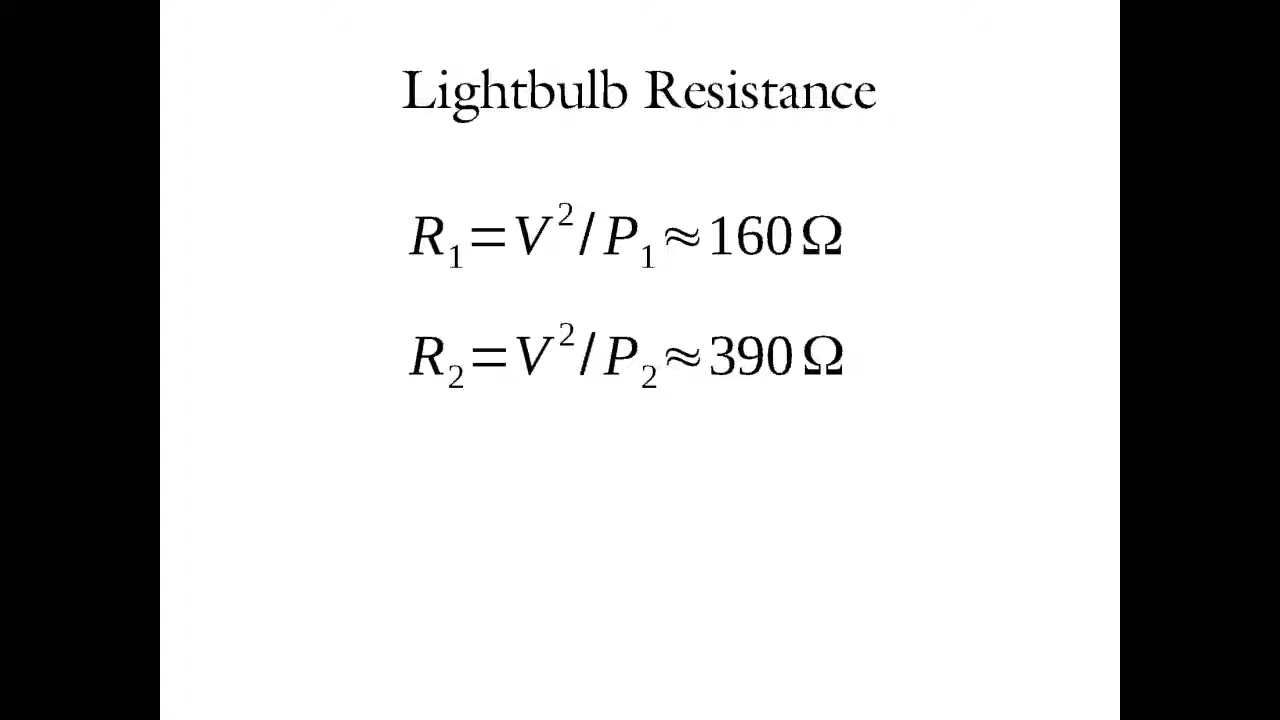 Lightbulb Resistance
R₁=V²/P₁≈160Ω
R₂=V²/P₂≈390Ω